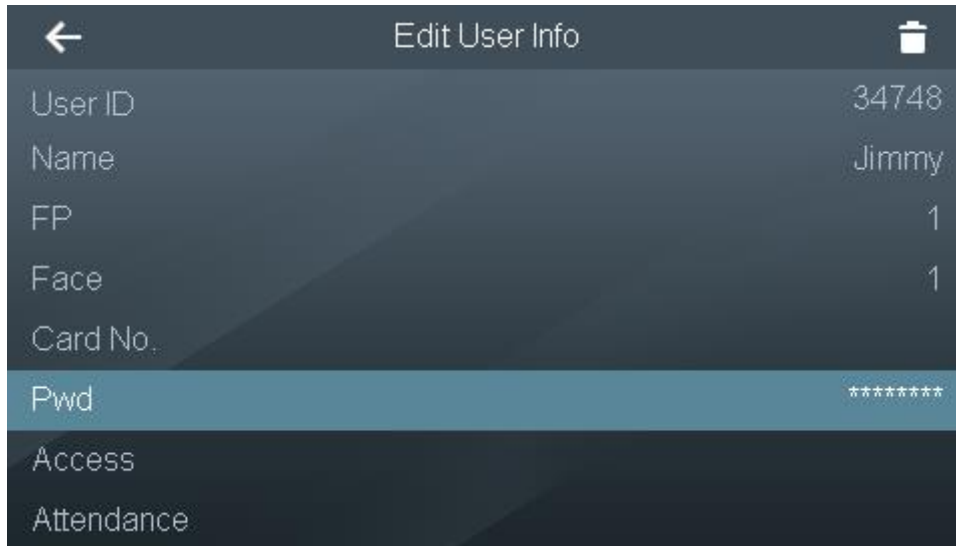 Edit User Info
User ID 34748
Name Jimmy
FP 1
Face 1
Card No.
Pwd ********
Access
Attendance